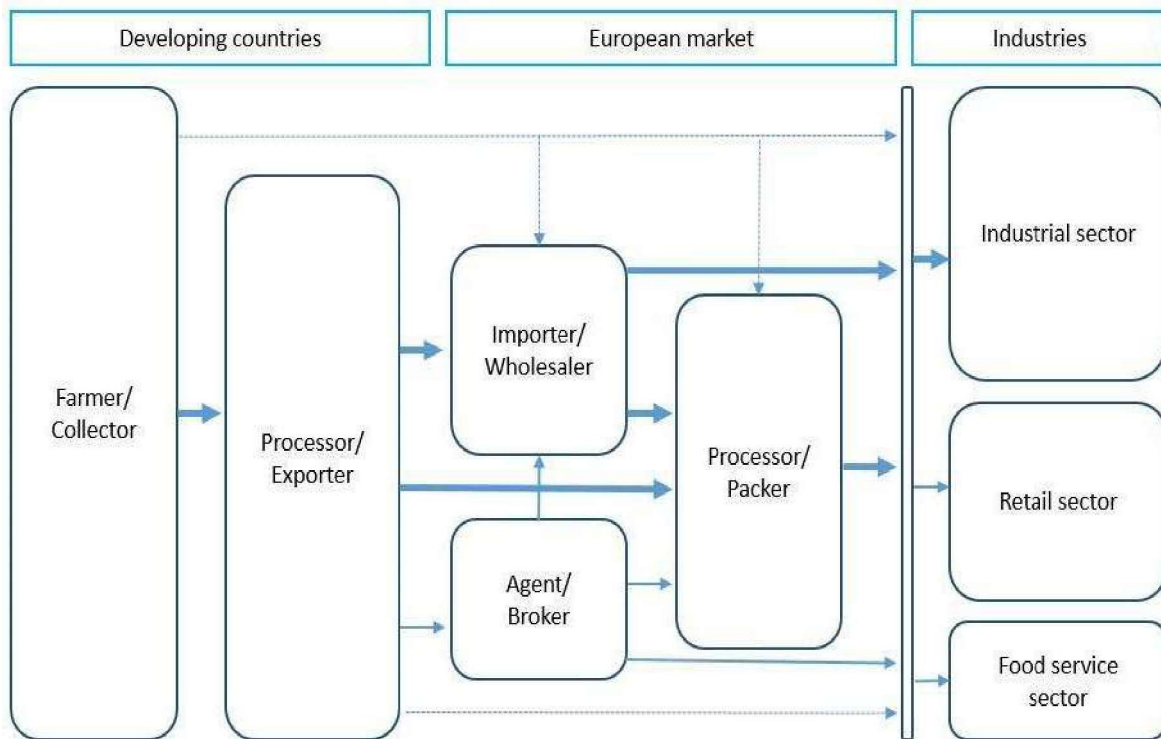 Developing countries
European market
Industries
Farmer/
Collector
Processor/
Exporter
Importer/
Wholesaler
Agent/
Broker
Processor/
Packer
Industrial sector
Retail sector
Food service
sector